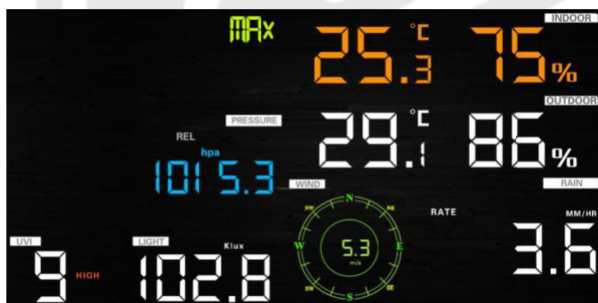 MAX
INDOOR
25.3 °C 75%
OUTDOOR
29.1 °C 86%
PRESSURE
REL
hpa
1015.3
WIND
N
NW NE
W 5.3 E
m/s
SW SE
S
RAIN
RATE
MM/HR
3.6
UVI
9 HIGH
LIGHT
Klux
102.8